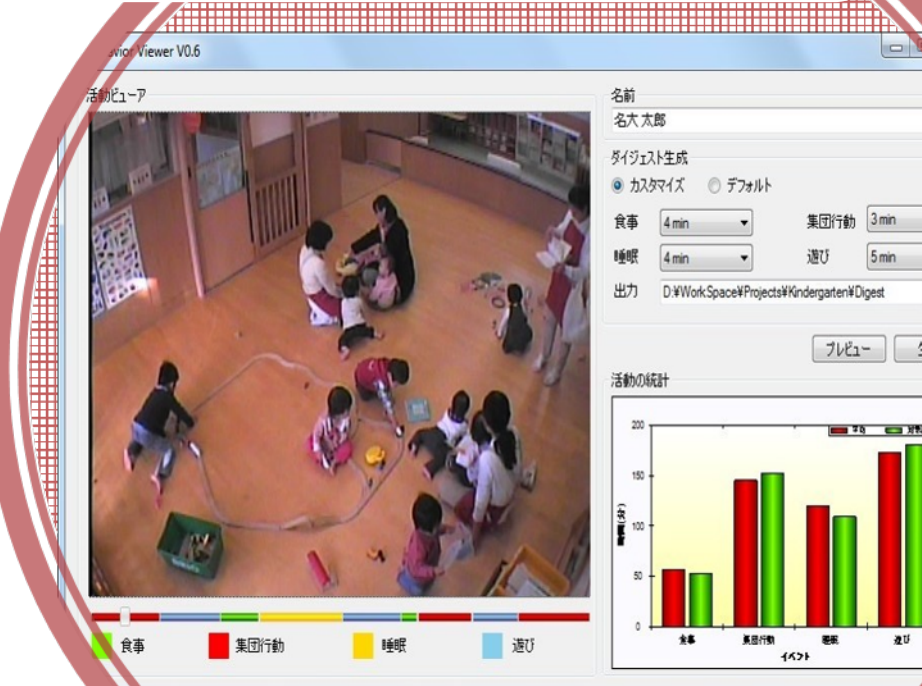 Viewer V0.6
活動ビューア
名前
名大 太郎
ダイジェスト生成
カスタマイズ デフォルト
食事 4 min 集団行動 3 min
睡眠 4 min 遊び 5 min
出力 D:¥WorkSpace¥Projects¥Kindergarten¥Digest
プレビュー
活動の統計
平均
200
150
100
50
0
時間(分)
食事 集団行動 睡眠 遊び
イベント
食事 集団行動 睡眠 遊び